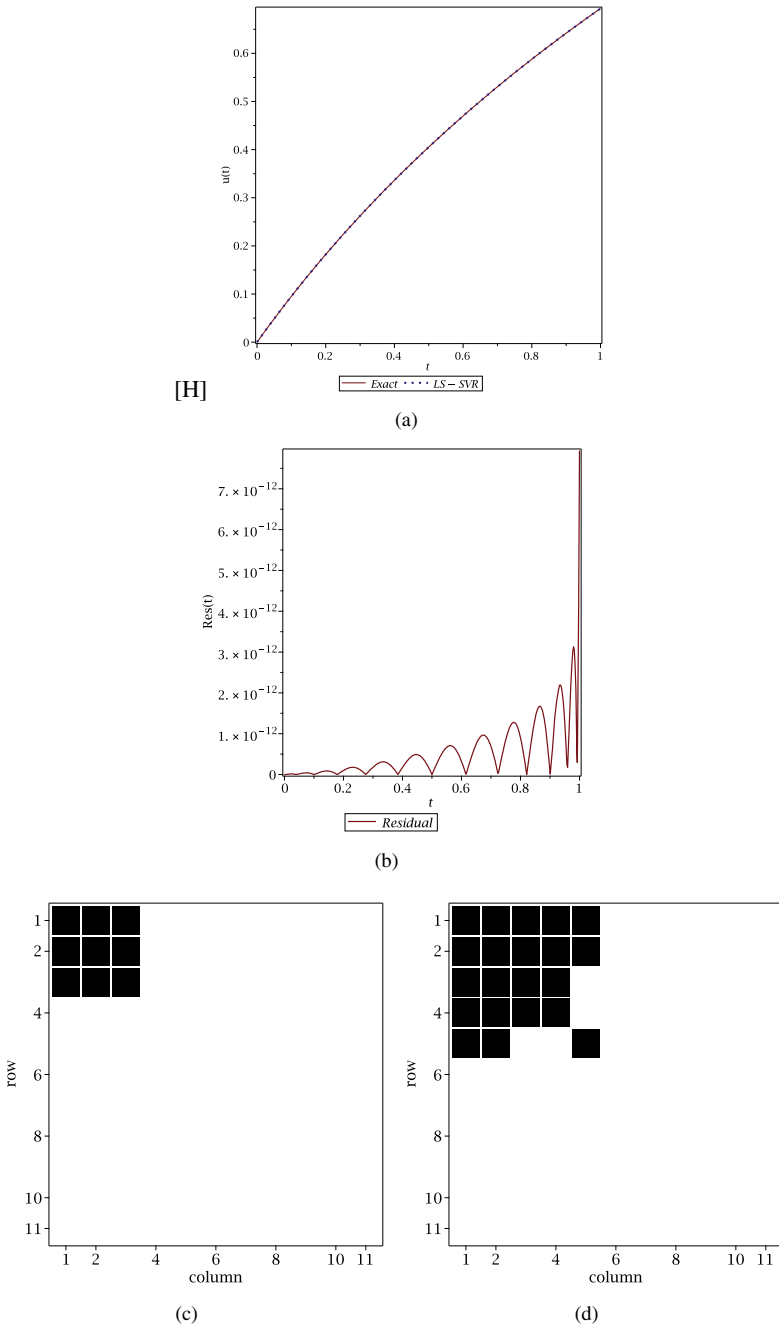 0.6
0.5
0.4
0.3
0.2
0.1
0
u(t)
0 0.2 0.4 0.6 0.8 1
t
Exact LS – SVR
[H]
(a)
7. × 10⁻¹²
6. × 10⁻¹²
5. × 10⁻¹²
4. × 10⁻¹²
3. × 10⁻¹²
2. × 10⁻¹²
1. × 10⁻¹²
0
Res(t)
0 0.2 0.4 0.6 0.8 1
t
Residual
(b)
1
2
4
6
8
10
11
row
1 2 4 6 8 10 11
column
(c)
1
2
4
6
8
10
11
row
1 2 4 6 8 10 11
column
(d)